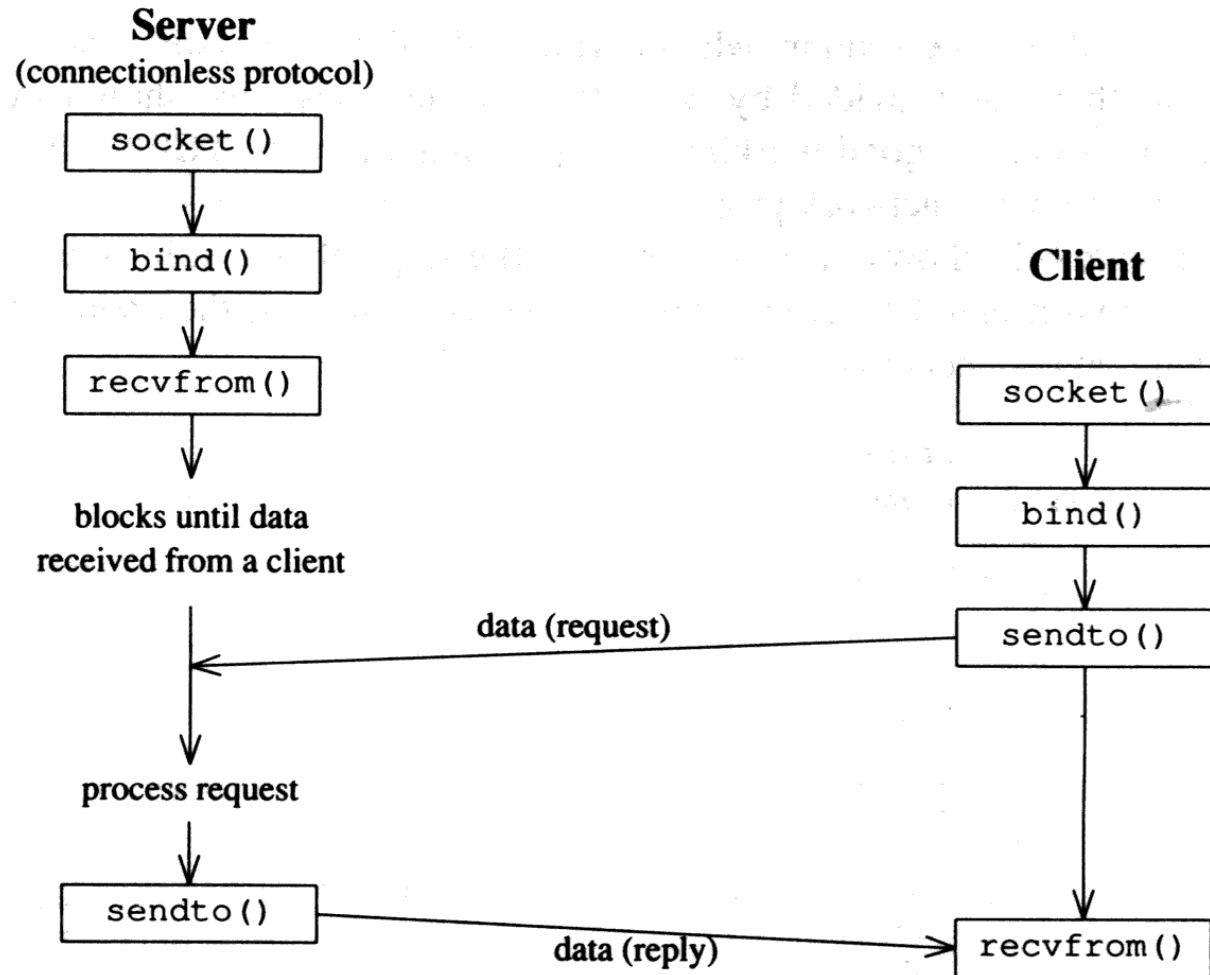 Server
(connectionless protocol)
socket()
bind()
recvfrom()
blocks until data
received from a client
process request
sendto()
Client
socket()
bind()
sendto()
recvfrom()
data (request)
data (reply)